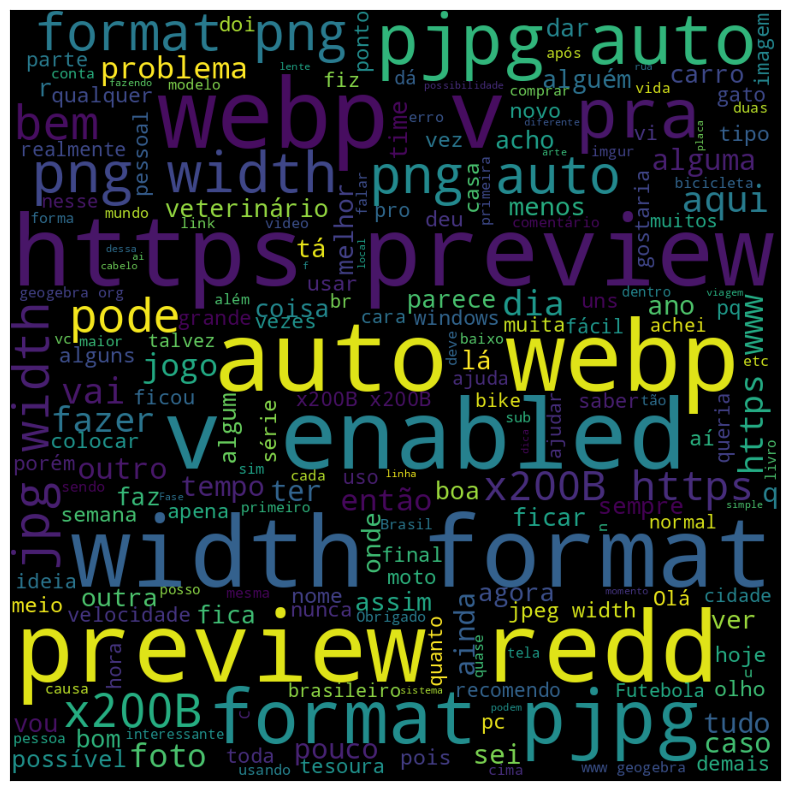 format png doi ponto pjpg auto dar imagem
parte problema r qualquer conta fazendo modelo lente fiz dá após alguém carro rua
webp v pra possibilidade comprar vida gato duas
bem time novo tipo
realmente pessoal vez erro acho vi diferente placa
png width png auto arte imgur alguma
nesse casa primeira menos gostaria bicicleta aqui
forma mundo veterinário melhor pro falar deu muitos
link video tá comentário
https preview
dessa ai cabelo usar local f
geogebra org além br parece dentro viagem
pode grande coisa vezes cara windows dia uns ano pq www
vc maior talvez muita fácil achei
alguns jogo auto webp lá baixo deve etc
width vai ficou ajuda
x200B x200B bike saber tão
fazer algum série v enabled sub ajudar queria aí https livro
colocar
porém outro sim dica
sendo tempo cada linha x200B https q
jpg faz Fase ter uso então boa sempre simple
semana apena primeiro Brasil onde ficar n normal
width format
ideia final moto
meio outra posso mesma nome assim agora momento Olá cidade
velocidade fica nunca Obrigado quanto ainda jpeg width ver
hora preview redd quase tela hoje
causa brasileiro sistema recomendo Futebola u olho
vou x200B format pjpg pc podem tudo
pessoa bom interessante c caso
possível foto toda pouco pois sei demais
usando tesoura cima www geogebra